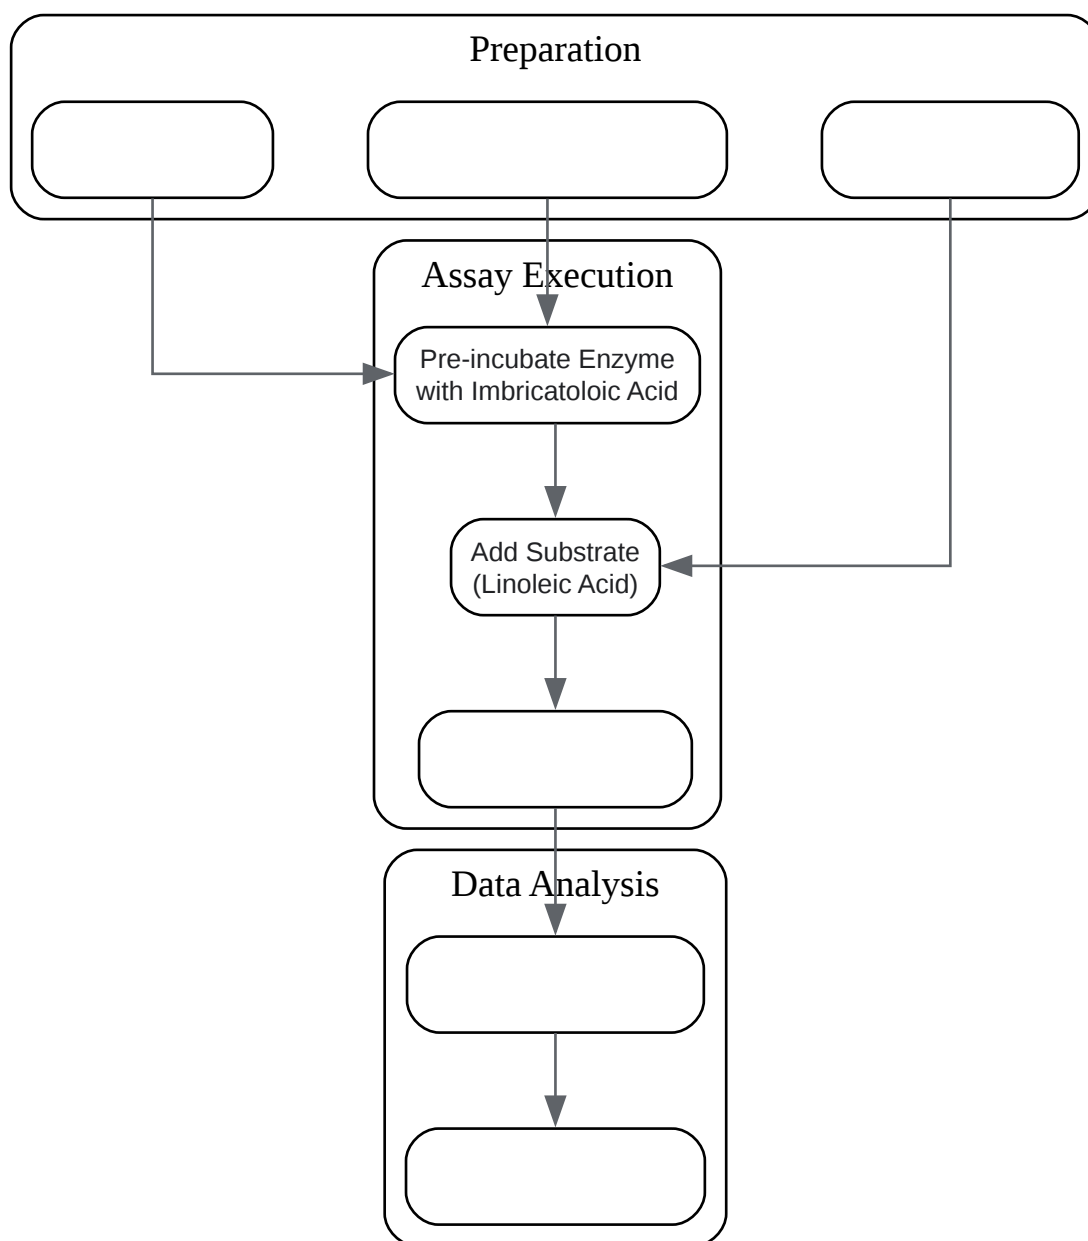 Preparation
Assay Execution
Pre-incubate Enzyme
with Imbricatoloic Acid
Add Substrate
(Linoleic Acid)
Data Analysis